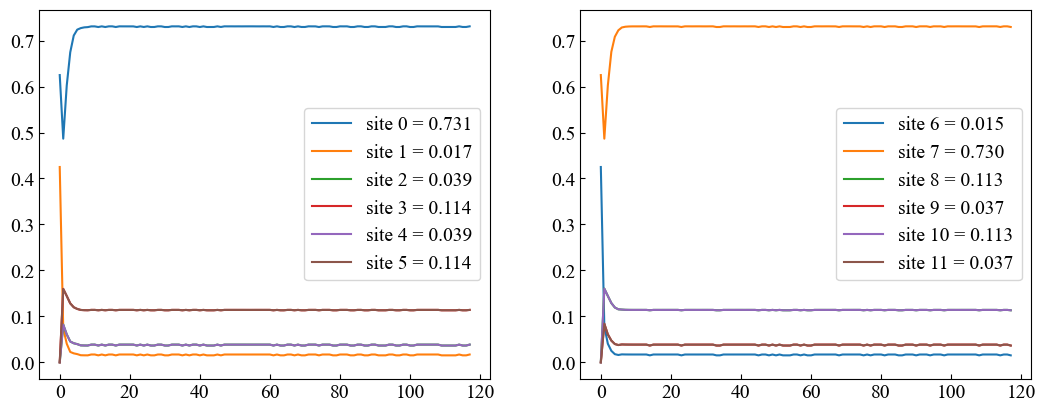 0.7
0.6
0.5
0.4
0.3
0.2
0.1
0.0
0 20 40 60 80 100 120
site 0 = 0.731
site 1 = 0.017
site 2 = 0.039
site 3 = 0.114
site 4 = 0.039
site 5 = 0.114
0.7
0.6
0.5
0.4
0.3
0.2
0.1
0.0
0 20 40 60 80 100 120
site 6 = 0.015
site 7 = 0.730
site 8 = 0.113
site 9 = 0.037
site 10 = 0.113
site 11 = 0.037